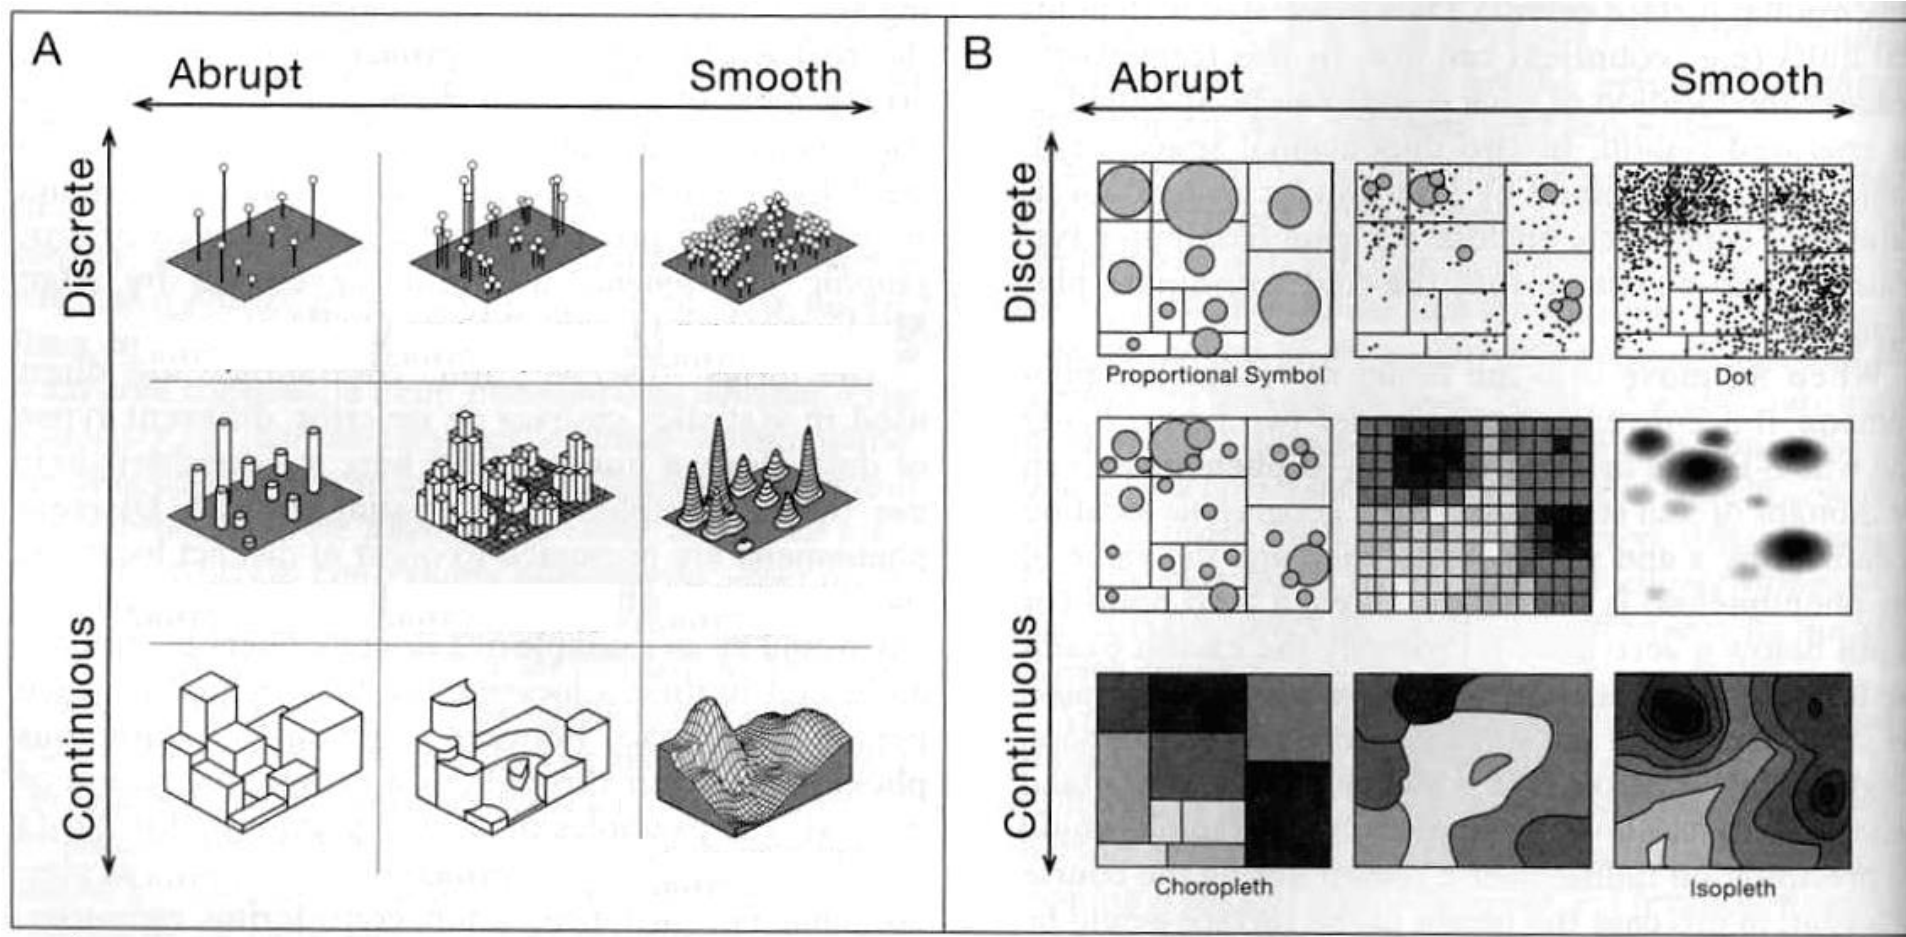 A
Abrupt
Smooth
Discrete
Continuous
B
Abrupt
Smooth
Discrete
Proportional Symbol
Dot
Continuous
Choropleth
Isopleth